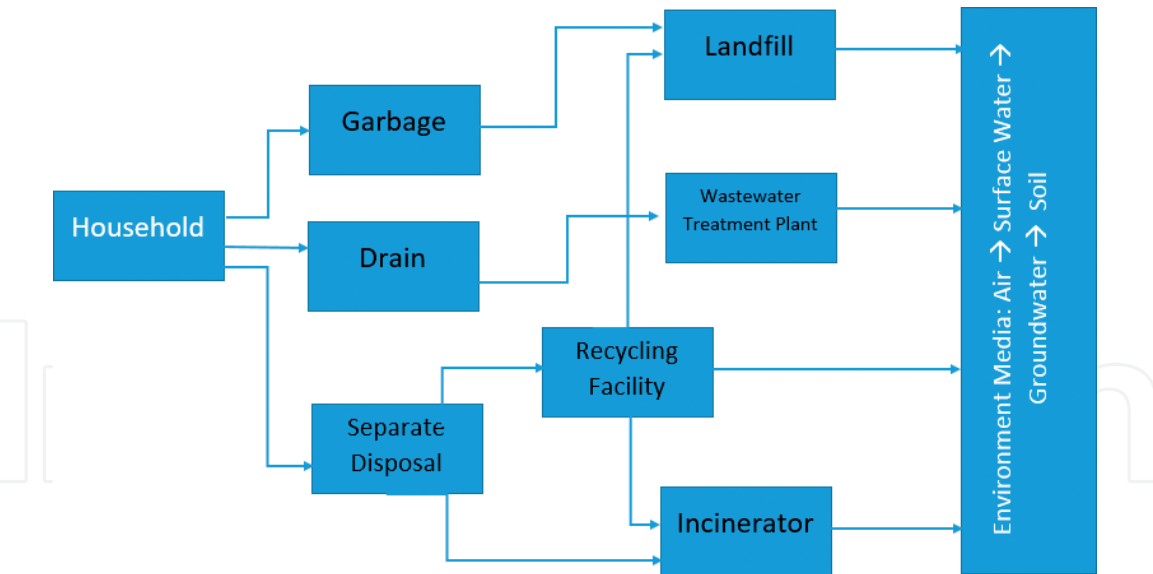 Landfill
Garbage
Household
Drain
Wastewater
Treatment Plant
Recycling
Facility
Separate
Disposal
Incinerator
Environment Media: Air → Surface Water →
Groundwater → Soil